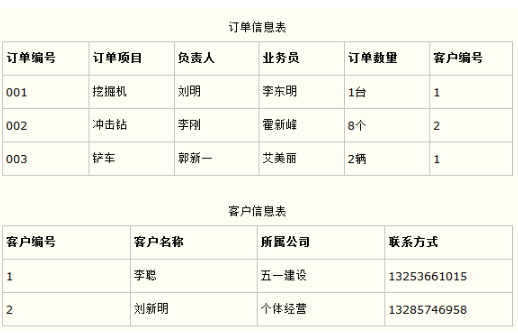 订单信息表
订单编号 订单项目 负责人 业务员 订单数量 客户编号
001 挖掘机 刘明 李东明 1台 1
002 冲击钻 李刚 霍新峰 8个 2
003 铲车 郭新一 艾美丽 2辆 1
客户信息表
客户编号 客户名称 所属公司 联系方式
1 李聪 五一建设 13253661015
2 刘新明 个体经营 13285746958